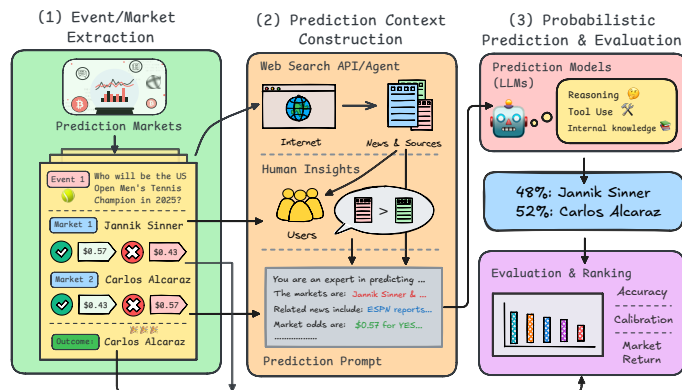 (1) Event/Market
Extraction
Prediction Markets
Event 1
Who will be the US
Open Men's Tennis
Champion in 2025?
Market 1
Jannik Sinner
$0.57
$0.43
Market 2
Carlos Alcaraz
$0.43
$0.57
Outcome:
Carlos Alcaraz
(2) Prediction Context
Construction
Web Search API/Agent
Internet
News & Sources
Human Insights
Users
>
You are an expert in predicting ...
The markets are: Jannik Sinner & ...
Related news include: ESPN reports...
Market odds are: $0.57 for YES...
.................
Prediction Prompt
(3) Probabilistic
Prediction & Evaluation
Prediction Models
(LLMs)
Reasoning
Tool Use
Internal knowledge
48%: Jannik Sinner
52%: Carlos Alcaraz
Evaluation & Ranking
Accuracy
Calibration
Market
Return